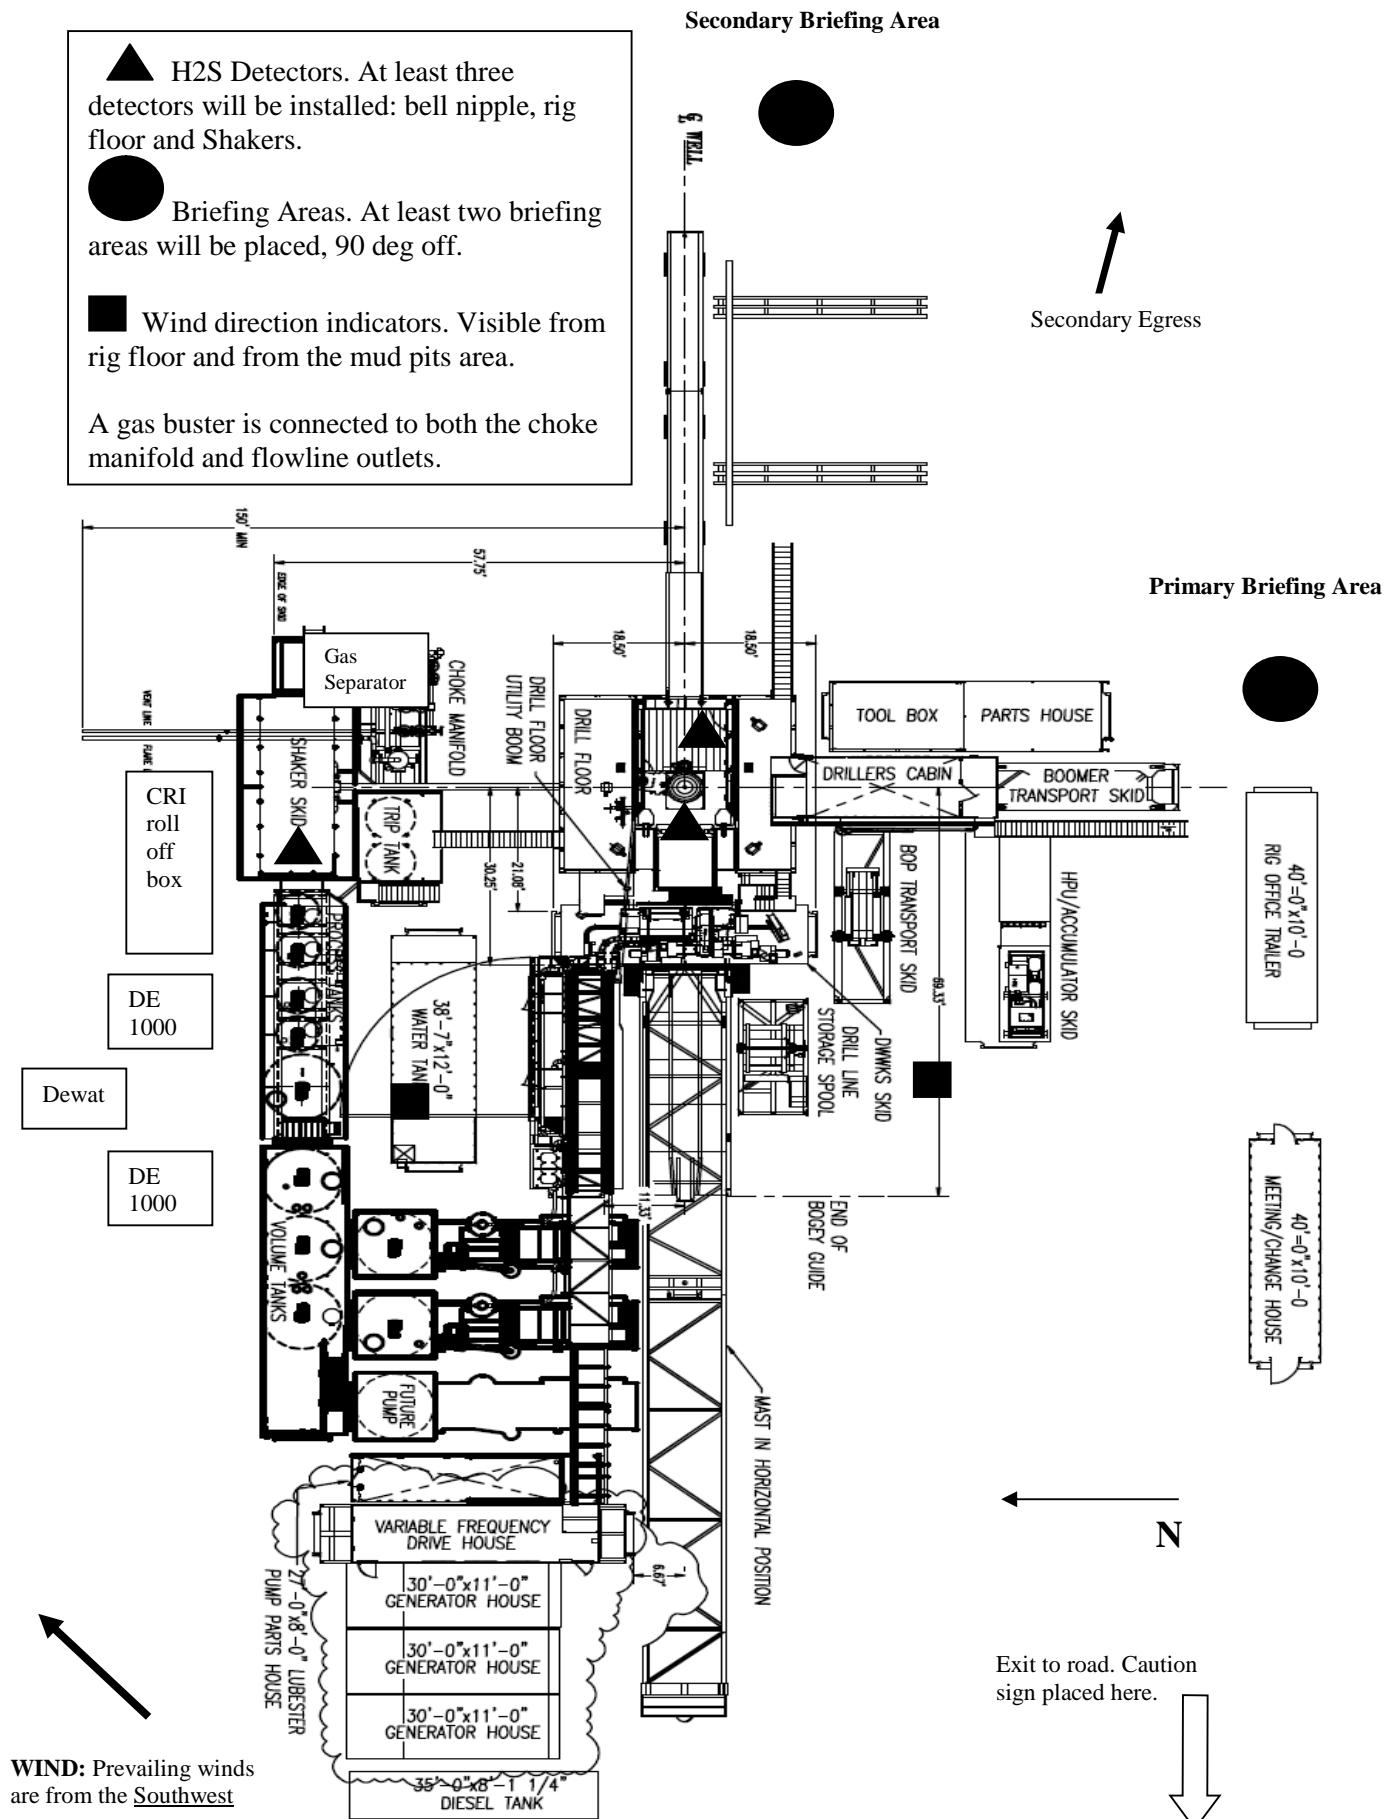 Secondary Briefing Area
H2S Detectors. At least three
detectors will be installed: bell nipple, rig
floor and Shakers.
Briefing Areas. At least two briefing
areas will be placed, 90 deg off.
Wind direction indicators. Visible from
rig floor and from the mud pits area.
A gas buster is connected to both the choke
manifold and flowline outlets.
WELL
Secondary Egress
150' MIN
57.75'
EDGE OF SKID
Primary Briefing Area
18.50'
18.50'
Gas
Separator
CHOKE MANIFOLD
DRILL FLOOR
UTILITY BOOM
DRILL FLOOR
TOOL BOX
PARTS HOUSE
VENT LINE
SHAKER SKID
DRILLERS CABIN
BOOMER
TRANSPORT SKID
CRI
roll
off
box
TRIP TANK
30.25'
21.08'
BOP TRANSPORT SKID
HPU/ACCUMULATOR SKID
40'=0"x10'-0
RIG OFFICE TRAILER
DE
1000
38'-7"x12'-0"
WATER TANK
69.33'
DWWKS SKID
DRILL LINE
STORAGE SPOOL
Dewat
DE
1000
VOLUME TANKS
11.33'
END OF
BOGEY GUIDE
40'=0"x10'-0
MEETING/CHANGE HOUSE
FUTURE
PUMP
MAST IN HORIZONTAL POSITION
N
VARIABLE FREQUENCY
DRIVE HOUSE
6.67'
27'-0"x8'-0" LUBESTER
PUMP PARTS HOUSE
30'-0"x11'-0"
GENERATOR HOUSE
30'-0"x11'-0"
GENERATOR HOUSE
30'-0"x11'-0"
GENERATOR HOUSE
Exit to road. Caution
sign placed here.
WIND: Prevailing winds
are from the Southwest
35'-0"x8'-1 1/4"
DIESEL TANK